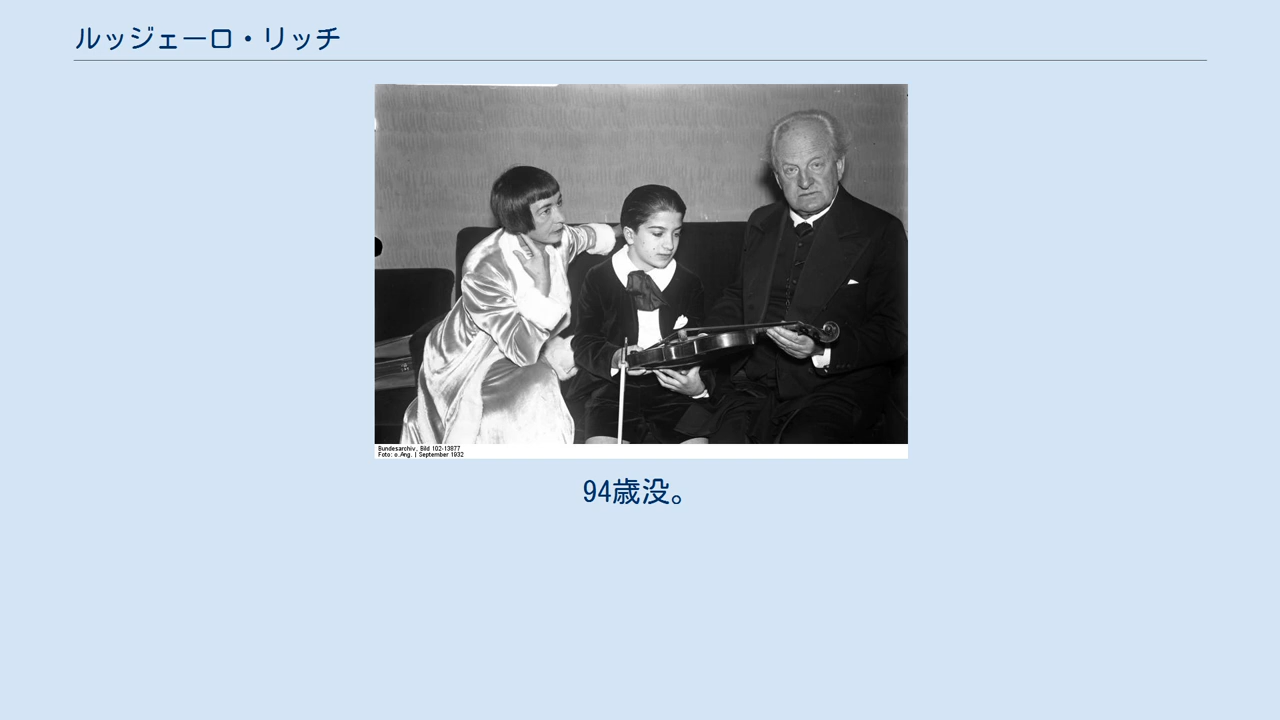 ルッジェーロ・リッチ
Bundesarchiv, Bild 102-13877
Foto: o.Ang. | September 1932
94歳没。